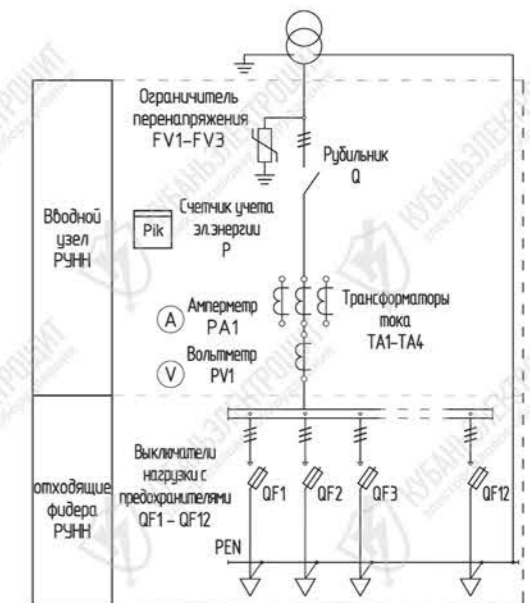 Ограничитель
перенапряжения
FV1-FV3
Рубильник
Q
Вводной
узел
РУНН
Pik
Счетчик учета
эл.энергии
P
A
Амперметр
PA1
Трансформаторы
тока
TA1-TA4
V
Вольтметр
PV1
отходящие
фидера
РУНН
Выключатели
нагрузки с
предохранителями
QF1 - QF12
QF1
QF2
QF3
QF12
PEN
КУБАНЬЭЛЕКТРОЩИТ